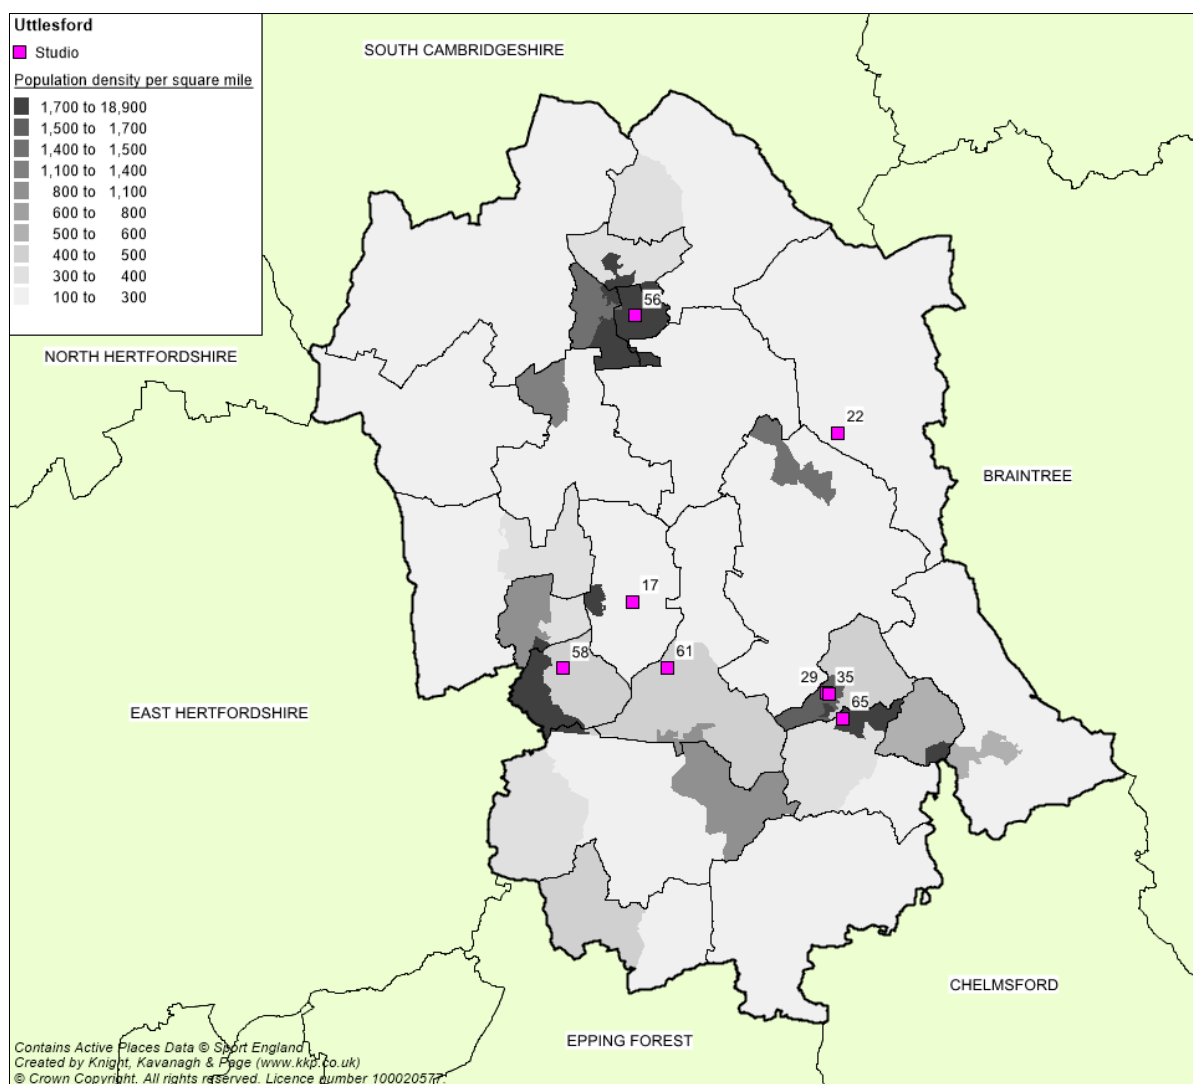 Uttlesford
Studio
Population density per square mile
1,700 to 18,900
1,500 to 1,700
1,400 to 1,500
1,100 to 1,400
800 to 1,100
600 to 800
500 to 600
400 to 500
300 to 400
100 to 300
SOUTH CAMBRIDGESHIRE
56
NORTH HERTFORDSHIRE
22
BRAINTREE
17
58
61
29
35
65
EAST HERTFORDSHIRE
CHELMSFORD
EPPING FOREST
Contains Active Places Data © Sport England
Created by Knight, Kavanagh & Page (www.kkp.co.uk)
© Crown Copyright. All rights reserved. Licence number 100020577.